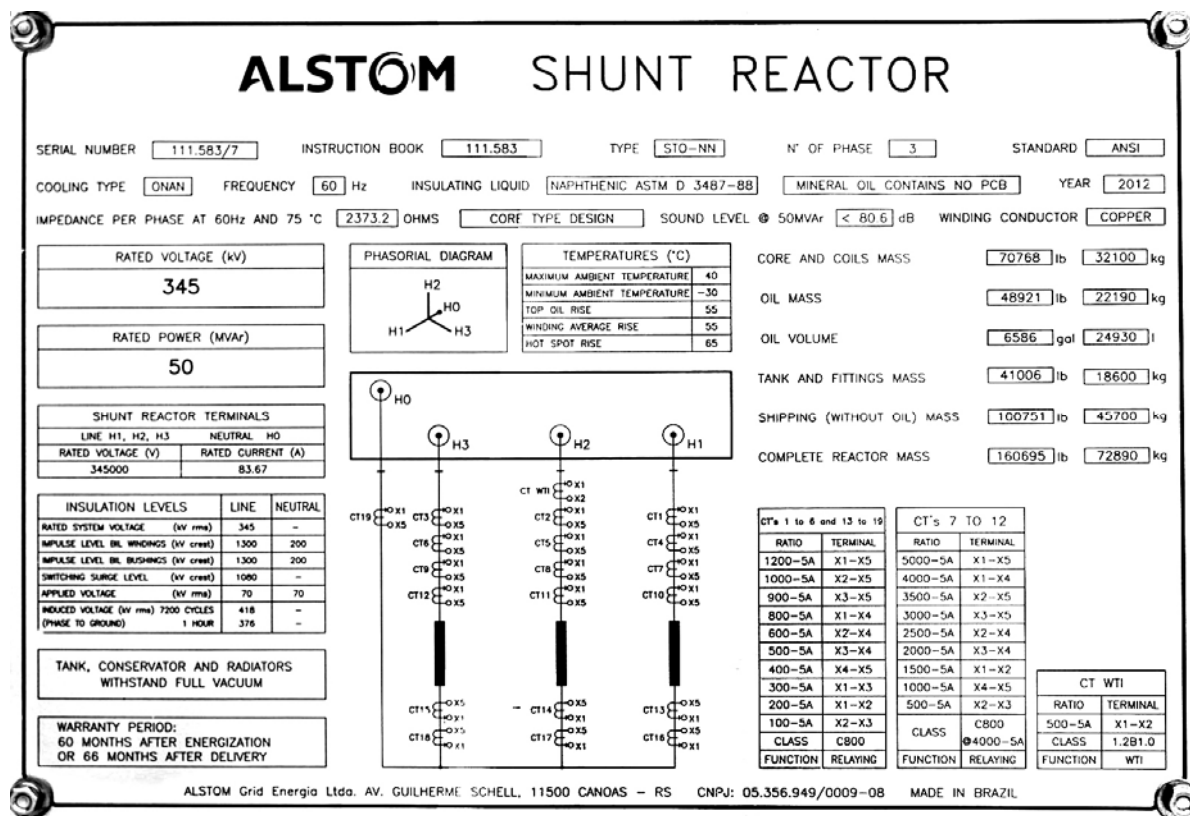 ALSTOM SHUNT REACTOR
SERIAL NUMBER 111.583/7 INSTRUCTION BOOK 111.583 TYPE STO-NN N° OF PHASE 3 STANDARD ANSI
COOLING TYPE ONAN FREQUENCY 60 Hz INSULATING LIQUID NAPHTHENIC ASTM D 3487-88 MINERAL OIL CONTAINS NO PCB YEAR 2012
IMPEDANCE PER PHASE AT 60Hz AND 75 °C 2373.2 OHMS CORE TYPE DESIGN SOUND LEVEL @ 50MVAr < 80.6 dB WINDING CONDUCTOR COPPER
RATED VOLTAGE (kV)
345
RATED POWER (MVAr)
50
SHUNT REACTOR TERMINALS
LINE H1, H2, H3 NEUTRAL H0
RATED VOLTAGE (V) RATED CURRENT (A)
345000 83.67
INSULATION LEVELS LINE NEUTRAL
RATED SYSTEM VOLTAGE (kV rms) 345 -
IMPULSE LEVEL BIL WINDINGS (kV crest) 1300 200
IMPULSE LEVEL BIL BUSHINGS (kV crest) 1300 200
SWITCHING SURGE LEVEL (kV crest) 1080 -
APPLIED VOLTAGE (kV rms) 70 70
INDUCED VOLTAGE (kV rms) 7200 CYCLES 418 -
(PHASE TO GROUND) 1 HOUR 376 -
TANK, CONSERVATOR AND RADIATORS
WITHSTAND FULL VACUUM
WARRANTY PERIOD:
60 MONTHS AFTER ENERGIZATION
OR 66 MONTHS AFTER DELIVERY
PHASORIAL DIAGRAM
H2
H0
H1 H3
TEMPERATURES (°C)
MAXIMUM AMBIENT TEMPERATURE 40
MINIMUM AMBIENT TEMPERATURE -30
TOP OIL RISE 55
WINDING AVERAGE RISE 55
HOT SPOT RISE 65
H0
H3 H2 H1
CT WTI X1
X2
CT19 X1 CT3 X1 CT2 X1 CT1 X1
X5 X5 X5 X5
CT6 X1 CT5 X1 CT4 X1
X5 X5 X5
CT9 X1 CT8 X1 CT7 X1
X5 X5 X5
CT12 X1 CT11 X1 CT10 X1
X5 X5 X5
CT15 X5 CT14 X5 CT13 X5
X1 X1 X1
CT18 X5 CT17 X5 CT16 X5
X1 X1 X1
CORE AND COILS MASS 70768 lb 32100 kg
OIL MASS 48921 lb 22190 kg
OIL VOLUME 6586 gal 24930 l
TANK AND FITTINGS MASS 41006 lb 18600 kg
SHIPPING (WITHOUT OIL) MASS 100751 lb 45700 kg
COMPLETE REACTOR MASS 160695 lb 72890 kg
CT's 1 to 6 and 13 to 19
RATIO TERMINAL
1200-5A X1-X5
1000-5A X2-X5
900-5A X3-X5
800-5A X1-X4
600-5A X2-X4
500-5A X3-X4
400-5A X4-X5
300-5A X1-X3
200-5A X1-X2
100-5A X2-X3
CLASS C800
FUNCTION RELAYING
CT's 7 TO 12
RATIO TERMINAL
5000-5A X1-X5
4000-5A X1-X4
3500-5A X2-X5
3000-5A X3-X5
2500-5A X2-X4
2000-5A X3-X4
1500-5A X1-X2
1000-5A X4-X5
500-5A X2-X3
CLASS C800
@4000-5A
FUNCTION RELAYING
CT WTI
RATIO TERMINAL
500-5A X1-X2
CLASS 1.2B1.0
FUNCTION WTI
ALSTOM Grid Energia Ltda. AV. GUILHERME SCHELL, 11500 CANOAS - RS CNPJ: 05.356.949/0009-08 MADE IN BRAZIL